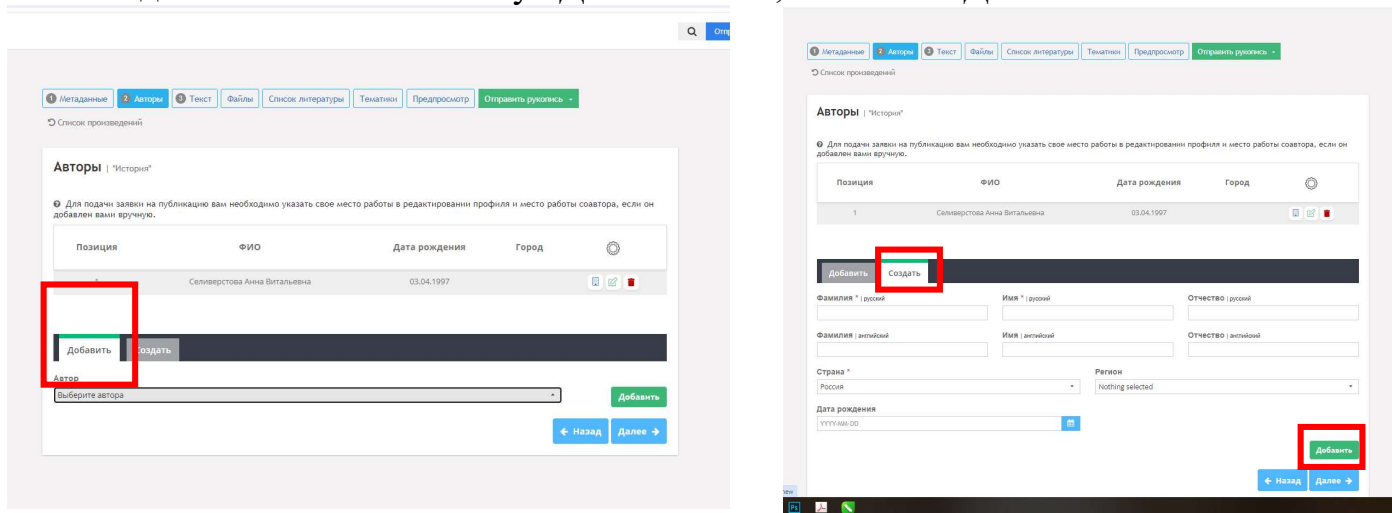 Отп
1 Метаданные 2 Авторы 3 Текст Файлы Список литературы Тематики Предпросмотр Отправить рукопись
Список произведений
Авторы | "История"
Для подачи заявки на публикацию вам необходимо указать свое место работы в редактировании профиля и место работы соавтора, если он
добавлен вами вручную.
Позиция ФИО Дата рождения Город
1 Селиверстова Анна Витальевна 03.04.1997
Добавить Создать
Автор
Выберите автора Добавить
Назад Далее
1 Метаданные 2 Авторы 3 Текст Файлы Список литературы Тематики Предпросмотр Отправить рукопись
Список произведений
Авторы | "История"
Для подачи заявки на публикацию вам необходимо указать свое место работы в редактировании профиля и место работы соавтора, если он
добавлен вами вручную.
Позиция ФИО Дата рождения Город
1 Селиверстова Анна Витальевна 03.04.1997
Добавить Создать
Фамилия * | русский Имя * | русский Отчество | русский
Фамилия | английский Имя | английский Отчество | английский
Страна * Регион
Россия Nothing selected
Дата рождения
YYYY-MM-DD
Добавить
Назад Далее
Ps